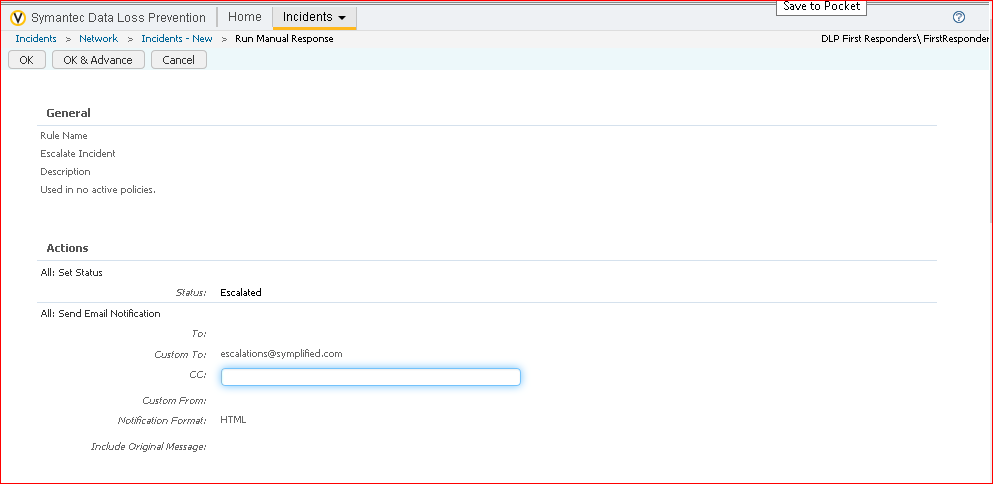 Save to Pocket
Symantec Data Loss Prevention Home Incidents
Incidents > Network > Incidents - New > Run Manual Response DLP First Responders\ FirstResponder
OK OK & Advance Cancel
General
Rule Name
Escalate Incident
Description
Used in no active policies.
Actions
All: Set Status
Status: Escalated
All: Send Email Notification
To:
Custom To: escalations@symplified.com
CC:
Custom From:
Notification Format: HTML
Include Original Message: